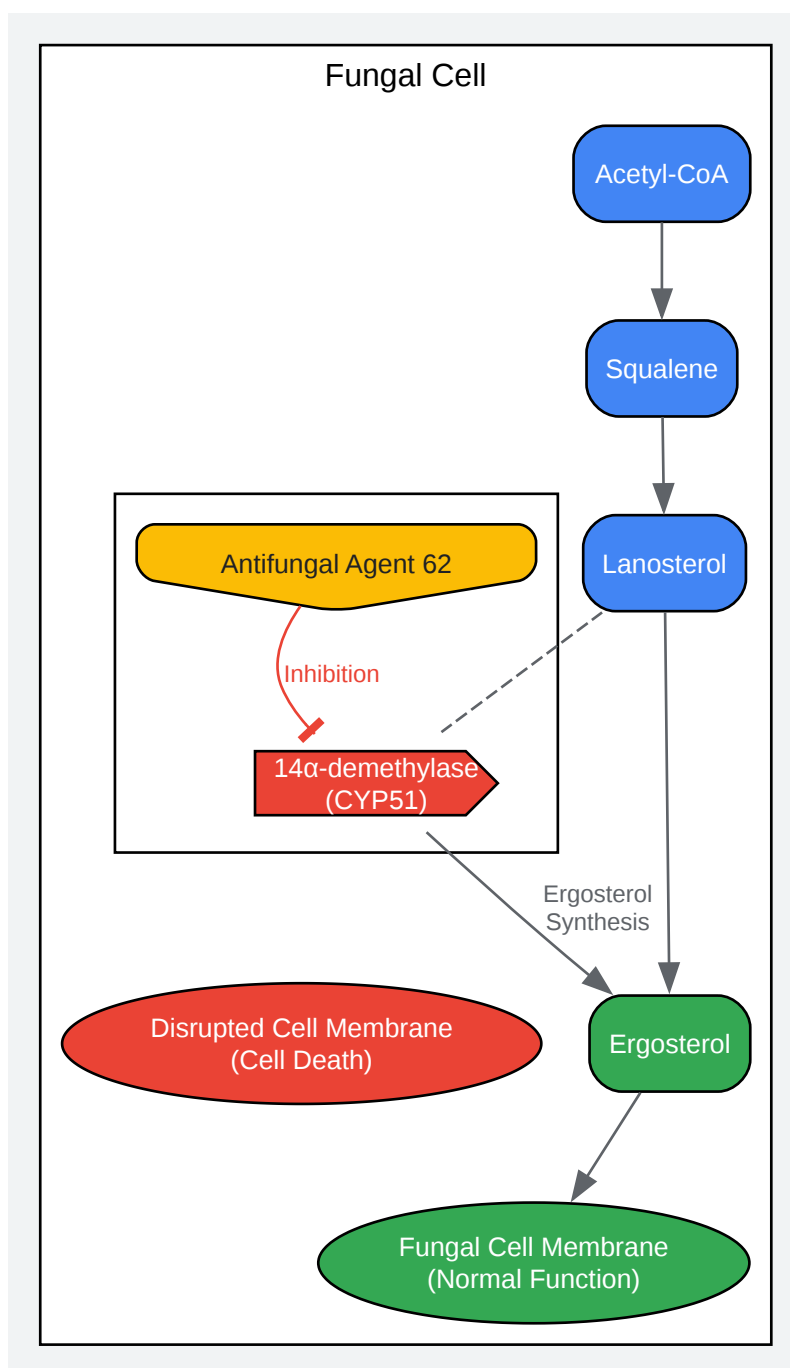 Fungal Cell
Acetyl-CoA
Squalene
Lanosterol
Antifungal Agent 62
Inhibition
14α-demethylase
(CYP51)
Ergosterol
Synthesis
Disrupted Cell Membrane
(Cell Death)
Ergosterol
Fungal Cell Membrane
(Normal Function)